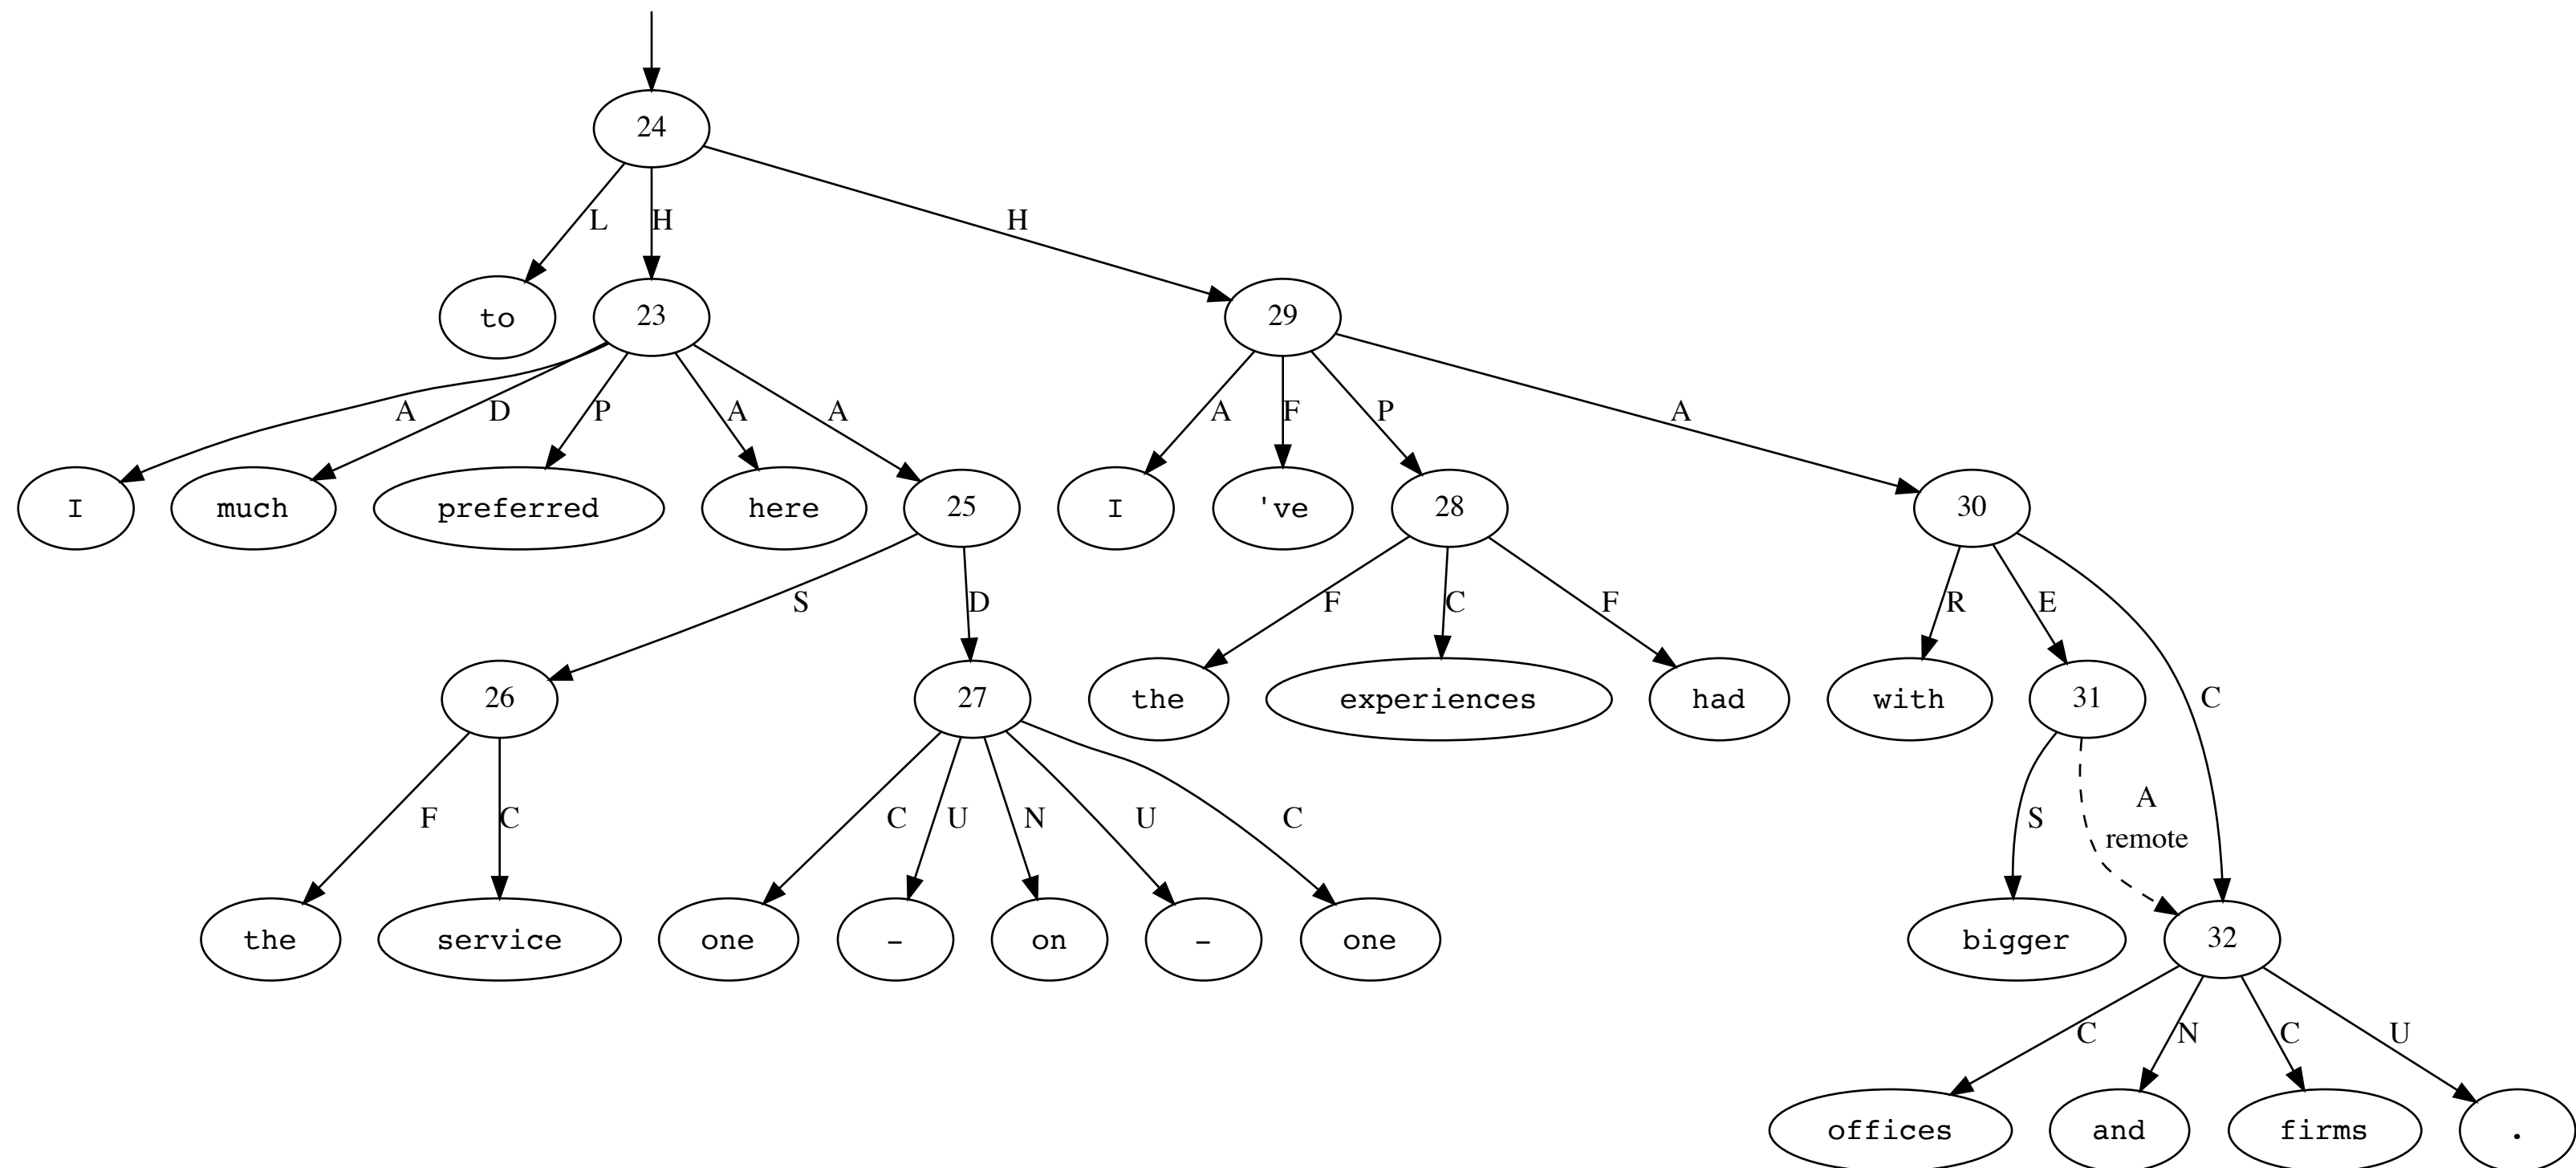 24
L H H
to 23 29
A D P A A A F P A
I much preferred here 25 I 've 28 30
S D F C F R E C
26 27 the experiences had with 31
F C C U N U C S A
remote
the service one - on - one bigger 32
C N C U
offices and firms .